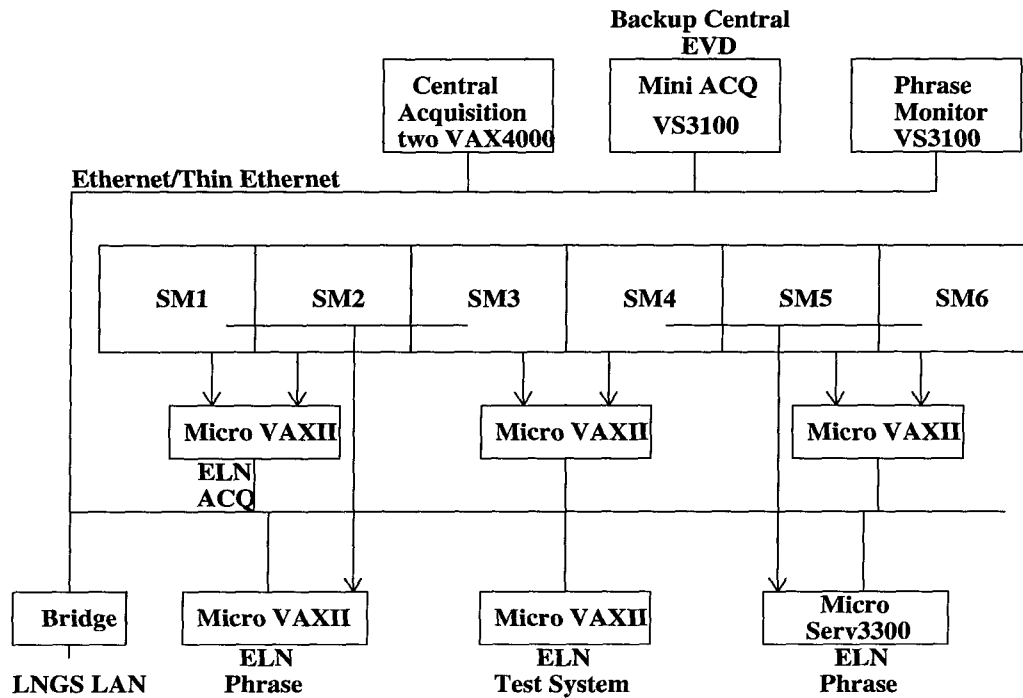 Backup Central
EVD
Central
Acquisition
two VAX4000
Mini ACQ
VS3100
Phrase
Monitor
VS3100
Ethernet/Thin Ethernet
SM1
SM2
SM3
SM4
SM5
SM6
Micro VAXII
Micro VAXII
Micro VAXII
ELN
ACQ
Bridge
LNGS LAN
Micro VAXII
ELN
Phrase
Micro VAXII
ELN
Test System
Micro
Serv3300
ELN
Phrase